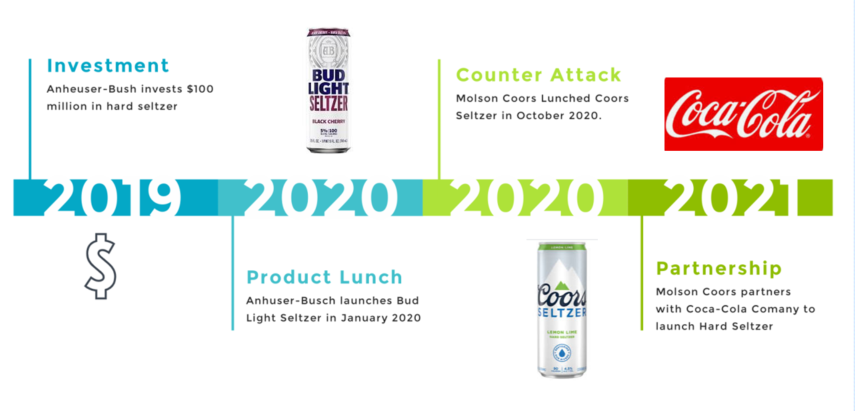 Investment
Anheuser-Bush invests $100
million in hard seltzer
BUD
LIGHT
SELTZER
BLACK CHERRY
Counter Attack
Molson Coors Lunched Coors
Seltzer in October 2020.
Coca-Cola
2019 2020 2020 2021
$
Product Lunch
Anhuser-Busch launches Bud
Light Seltzer in January 2020
LEMON LIME
Coors
SELTZER
LEMON LIME
Partnership
Molson Coors partners
with Coca-Cola Comany to
launch Hard Seltzer